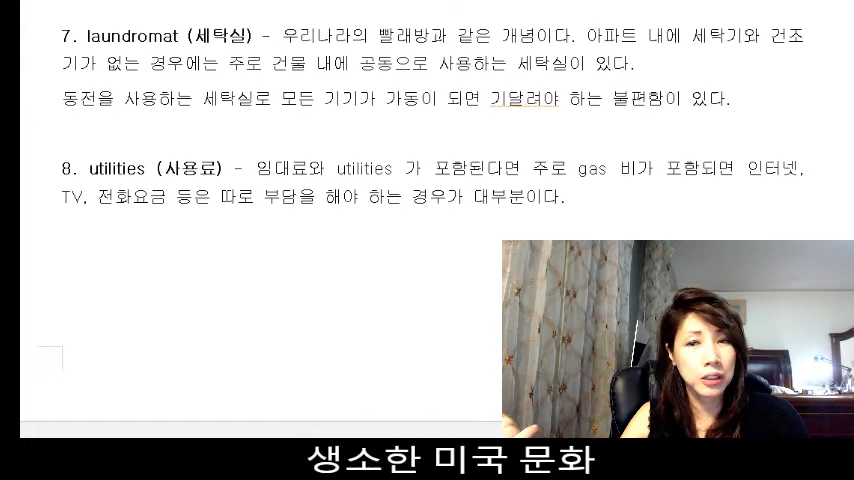 7. laundromat (세탁실) - 우리나라의 빨래방과 같은 개념이다. 아파트 내에 세탁기와 건조
기가 없는 경우에는 주로 건물 내에 공동으로 사용하는 세탁실이 있다.
동전을 사용하는 세탁실로 모든 기기가 가동이 되면 기달려야 하는 불편함이 있다.
8. utilities (사용료) - 임대료와 utilities 가 포함된다면 주로 gas 비가 포함되면 인터넷,
TV, 전화요금 등은 따로 부담을 해야 하는 경우가 대부분이다.
생소한 미국 문화